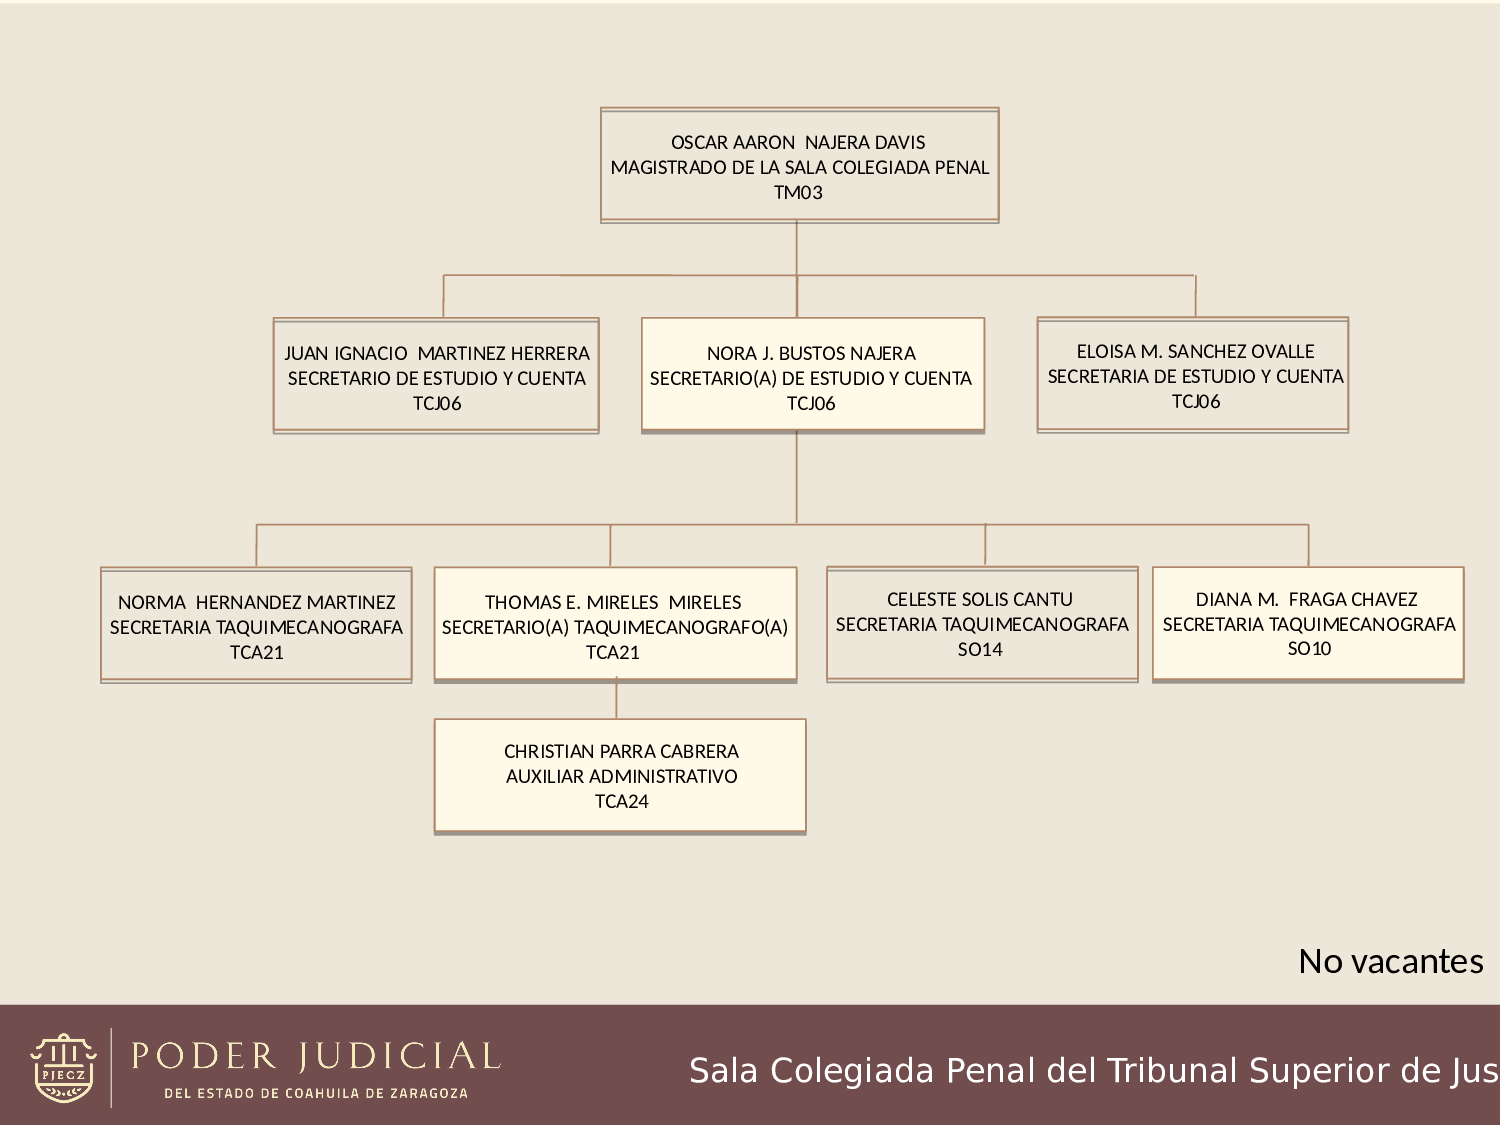 OSCAR AARON  NAJERA DAVIS
MAGISTRADO DE LA SALA COLEGIADA PENAL
TM03
JUAN IGNACIO  MARTINEZ HERRERA
SECRETARIO DE ESTUDIO Y CUENTA
TCJ06
NORA J. BUSTOS NAJERA
SECRETARIO(A) DE ESTUDIO Y CUENTA
TCJ06
ELOISA M. SANCHEZ OVALLE
SECRETARIA DE ESTUDIO Y CUENTA
TCJ06
NORMA  HERNANDEZ MARTINEZ
SECRETARIA TAQUIMECANOGRAFA
TCA21
THOMAS E. MIRELES  MIRELES
SECRETARIO(A) TAQUIMECANOGRAFO(A)
TCA21
CELESTE SOLIS CANTU
SECRETARIA TAQUIMECANOGRAFA
SO14
DIANA M.  FRAGA CHAVEZ
SECRETARIA TAQUIMECANOGRAFA
SO10
CHRISTIAN PARRA CABRERA
AUXILIAR ADMINISTRATIVO
TCA24
No vacantes
PJECZ
PODER JUDICIAL
DEL ESTADO DE COAHUILA DE ZARAGOZA
Sala Colegiada Penal del Tribunal Superior de Jus